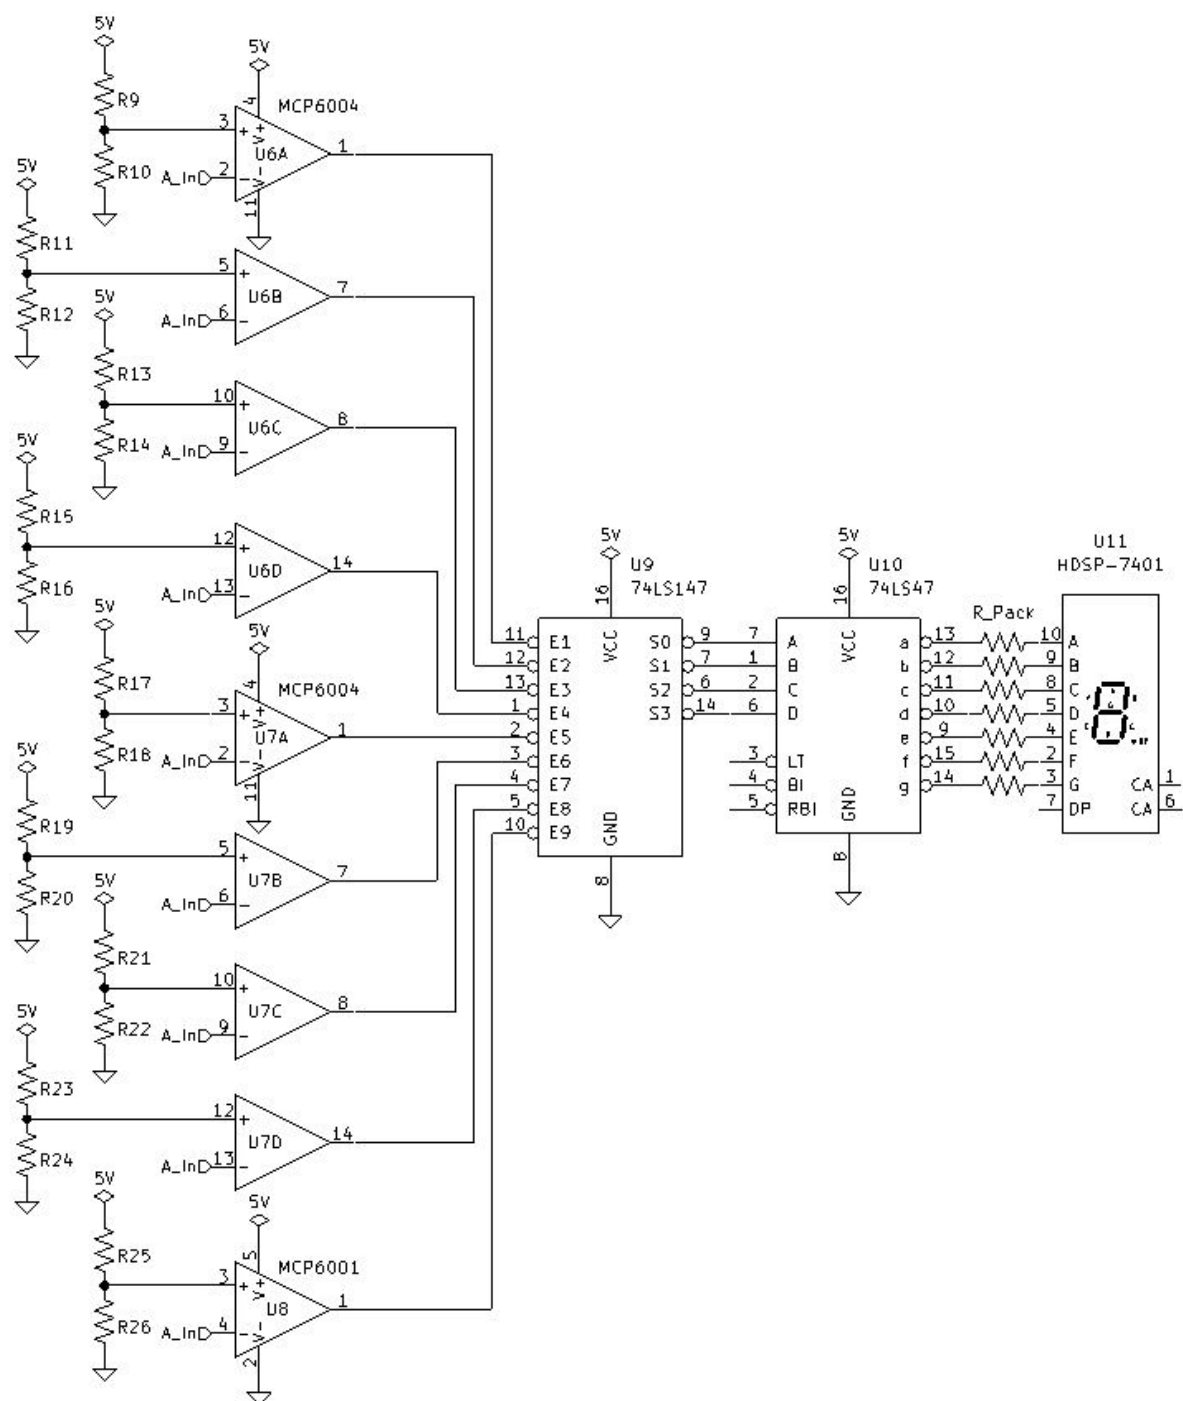 5V
5V
R9
4
MCP6004
3
+
V+
U6A
1
R10
A_In
2
-
V-
11
5V
R11
5
+
U6B
7
R12
A_In
6
-
5V
R13
10
+
U6C
8
R14
A_In
9
-
5V
R15
12
+
U6D
14
R16
A_In
13
-
5V
5V
R17
4
MCP6004
3
+
V+
U7A
1
R18
A_In
2
-
V-
11
5V
R19
5
+
U7B
7
R20
A_In
6
-
5V
R21
10
+
U7C
8
R22
A_In
9
-
5V
R23
12
+
U7D
14
R24
A_In
13
-
5V
5V
R25
5
MCP6001
3
+
V+
U8
1
R26
A_In
4
-
V-
2
5V
U9
74LS147
16
VCC
11 E1 S0 9
12 E2 S1 7
13 E3 S2 6
1 E4 S3 14
2 E5
3 E6
4 E7
5 E8
10 E9
GND
8
5V
U10
74LS47
16
VCC
7 A a 13
1 B b 12
2 C c 11
6 D d 10
e 9
3 LT f 15
4 BI g 14
5 RBI
GND
8
R_Pack
U11
HDSP-7401
10 A
9 B
8 C
5 D
4 E
2 F
3 G CA 1
7 DP CA 6